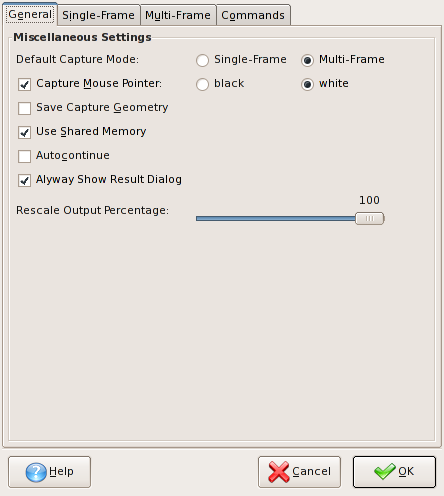 General Single-Frame Multi-Frame Commands
Miscellaneous Settings
Default Capture Mode: Single-Frame Multi-Frame
Capture Mouse Pointer: black white
Save Capture Geometry
Use Shared Memory
Autocontinue
Alyway Show Result Dialog
100
Rescale Output Percentage:
Help Cancel OK